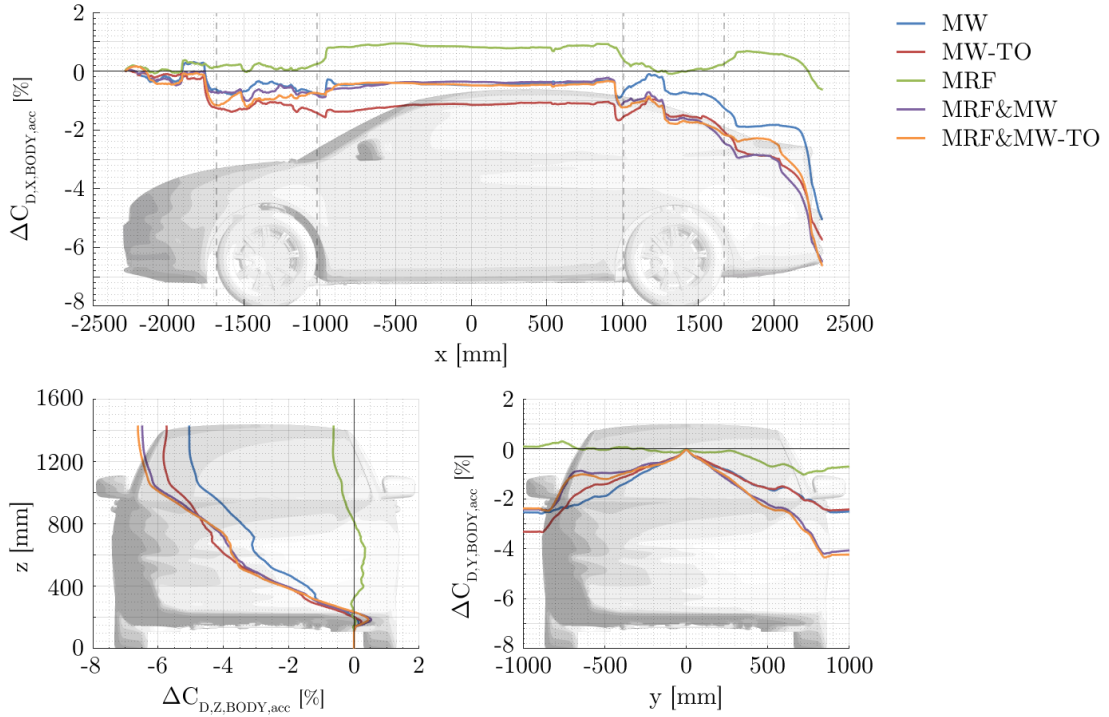 2
0
-2
-4
-6
-8
ΔC_D,X,BODY,acc [%]
-2500 -2000 -1500 -1000 -500 0 500 1000 1500 2000 2500
x [mm]
MW
MW-TO
MRF
MRF&MW
MRF&MW-TO
1600
1200
800
400
0
z [mm]
-8 -6 -4 -2 0 2
ΔC_D,Z,BODY,acc [%]
2
0
-2
-4
-6
-8
ΔC_D,Y,BODY,acc [%]
-1000 -500 0 500 1000
y [mm]